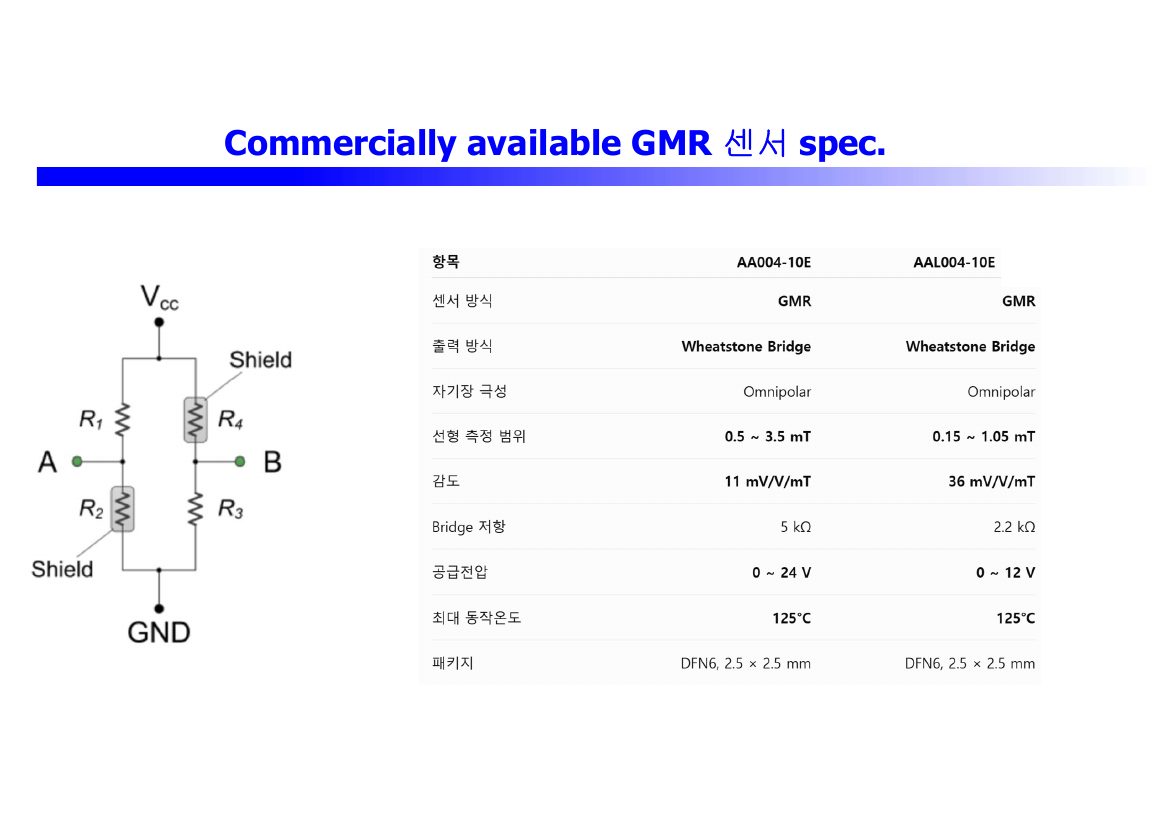 Commercially available GMR 센서 spec.
Vcc
Shield
R1
R4
A
B
R2
R3
Shield
GND
항목 AA004-10E AAL004-10E
센서 방식 GMR GMR
출력 방식 Wheatstone Bridge Wheatstone Bridge
자기장 극성 Omnipolar Omnipolar
선형 측정 범위 0.5 ~ 3.5 mT 0.15 ~ 1.05 mT
감도 11 mV/V/mT 36 mV/V/mT
Bridge 저항 5 kΩ 2.2 kΩ
공급전압 0 ~ 24 V 0 ~ 12 V
최대 동작온도 125°C 125°C
패키지 DFN6, 2.5 × 2.5 mm DFN6, 2.5 × 2.5 mm